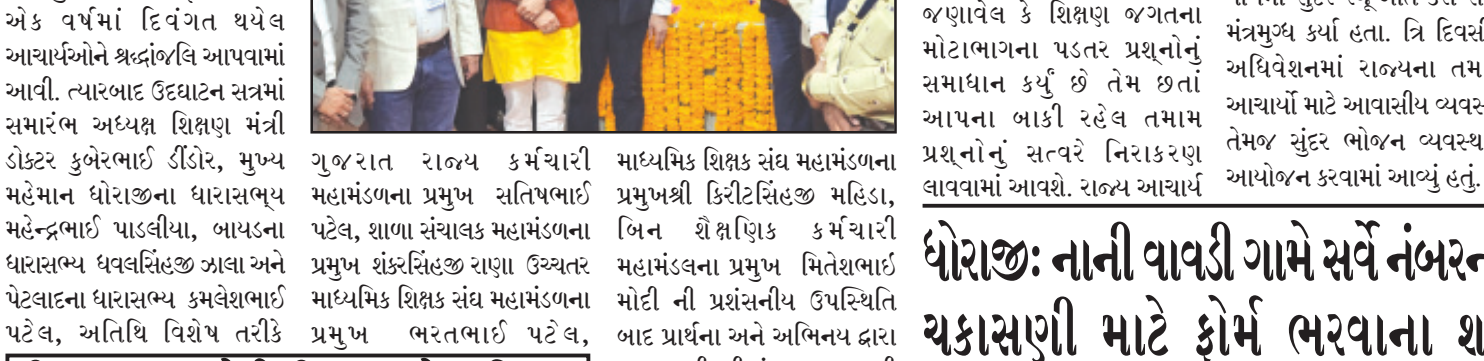 એક વર્ષમાં દિવંગત થયેલ
આચાર્યઓને શ્રદ્ધાંજલિ આપવામાં
આવી. ત્યારબાદ ઉદઘાટન સત્રમાં
સમારંભ અધ્યક્ષ શિક્ષણ મંત્રી
ડોક્ટર કુબેરભાઈ ડીંડોર, મુખ્ય
મહેમાન ધોરાજીના ધારાસભ્ય
મહેન્દ્રભાઈ પાડલીયા, બાયડના
ધારાસભ્ય ધવલસિંહજી ઝાલા અને
પેટલાદના ધારાસભ્ય કમલેશભાઈ
પટેલ, અતિથિ વિશેષ તરીકે
ગુજરાત રાજ્ય કર્મચારી
મહામંડળના પ્રમુખ સતિષભાઈ
પટેલ, શાળા સંચાલક મહામંડળના
પ્રમુખ શંકરસિંહજી રાણા ઉચ્ચતર
માધ્યમિક શિક્ષક સંઘ મહામંડળના
પ્રમુખ ભરતભાઈ પટેલ,
માધ્યમિક શિક્ષક સંઘ મહામંડળના
પ્રમુખશ્રી કિરીટસિંહજી મહિડા,
બિન શૈક્ષણિક કર્મચારી
મહામંડલના પ્રમુખ મિતેશભાઇ
મોદી ની પ્રશંસનીય ઉપસ્થિતિ
બાદ પ્રાર્થના અને અભિનય દ્વારા
જણાવેલ કે શિક્ષણ જગતના
મોટાભાગના પડતર પ્રશ્નોનું
સમાધાન કર્યું છે તેમ છતાં
આપના બાકી રહેલ તમામ
પ્રશ્નોનું સત્વરે નિરાકરણ
લાવવામાં આવશે. રાજ્ય આચાર્ય
મંત્રમુગ્ધ કર્યા હતા. ત્રિ દિવર્સ
અધિવેશનમાં રાજ્યના તમ
આચાર્યો માટે આવાસીય વ્યવસ
તેમજ સુંદર ભોજન વ્યવસ્થ
આયોજન કરવામાં આવ્યું હતું.
ધોરાજી: નાની વાવડી ગામે સર્વે નંબરન
ચકાસણી માટે ફોર્મ ભરવાના શ